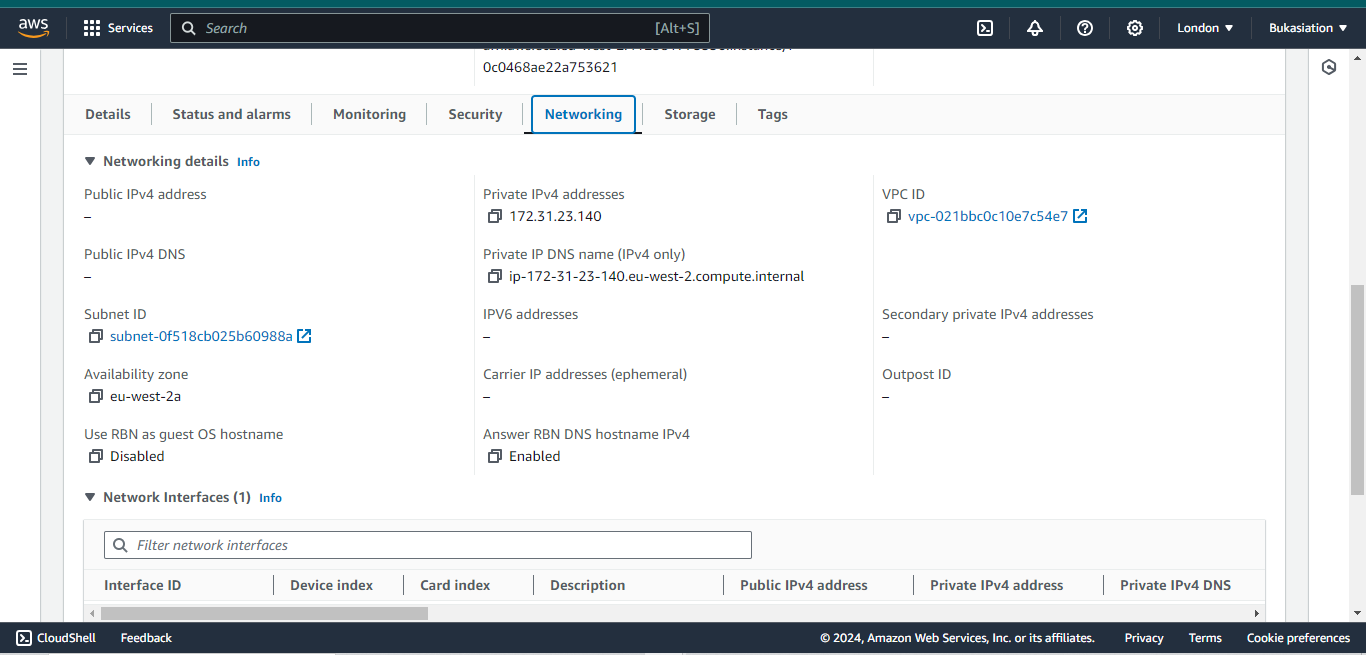 aws
Services
Search [Alt+S]
London
Bukasiation
0c0468ae22a753621
Details
Status and alarms
Monitoring
Security
Networking
Storage
Tags
Networking details Info
Public IPv4 address
–
Private IPv4 addresses
172.31.23.140
VPC ID
vpc-021bbc0c10e7c54e7
Public IPv4 DNS
–
Private IP DNS name (IPv4 only)
ip-172-31-23-140.eu-west-2.compute.internal
Subnet ID
subnet-0f518cb025b60988a
IPV6 addresses
–
Secondary private IPv4 addresses
–
Availability zone
eu-west-2a
Carrier IP addresses (ephemeral)
–
Outpost ID
–
Use RBN as guest OS hostname
Disabled
Answer RBN DNS hostname IPv4
Enabled
Network Interfaces (1) Info
Filter network interfaces
Interface ID
Device index
Card index
Description
Public IPv4 address
Private IPv4 address
Private IPv4 DNS
CloudShell
Feedback
© 2024, Amazon Web Services, Inc. or its affiliates.
Privacy
Terms
Cookie preferences